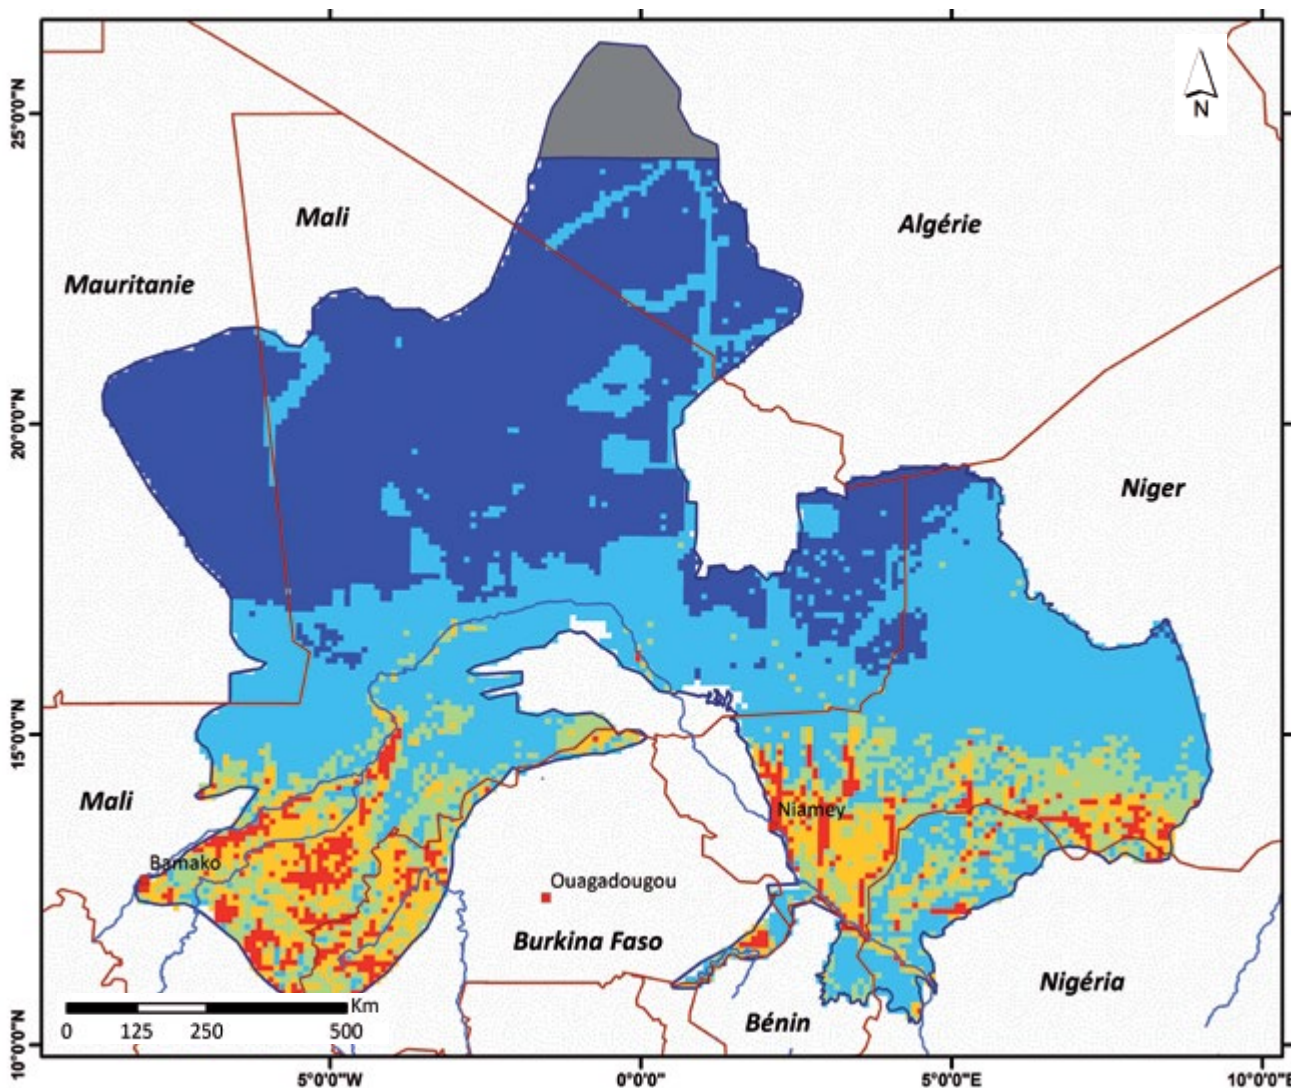 N
25°0'0"N
20°0'0"N
15°0'0"N
10°0'0"N
Mali
Algérie
Mauritanie
Niger
Mali
Niamey
Bamako
Ouagadougou
Burkina Faso
Nigéria
Bénin
Km
0 125 250 500
5°0'0"W 0°0'0" 5°0'0"E 10°0'0"E